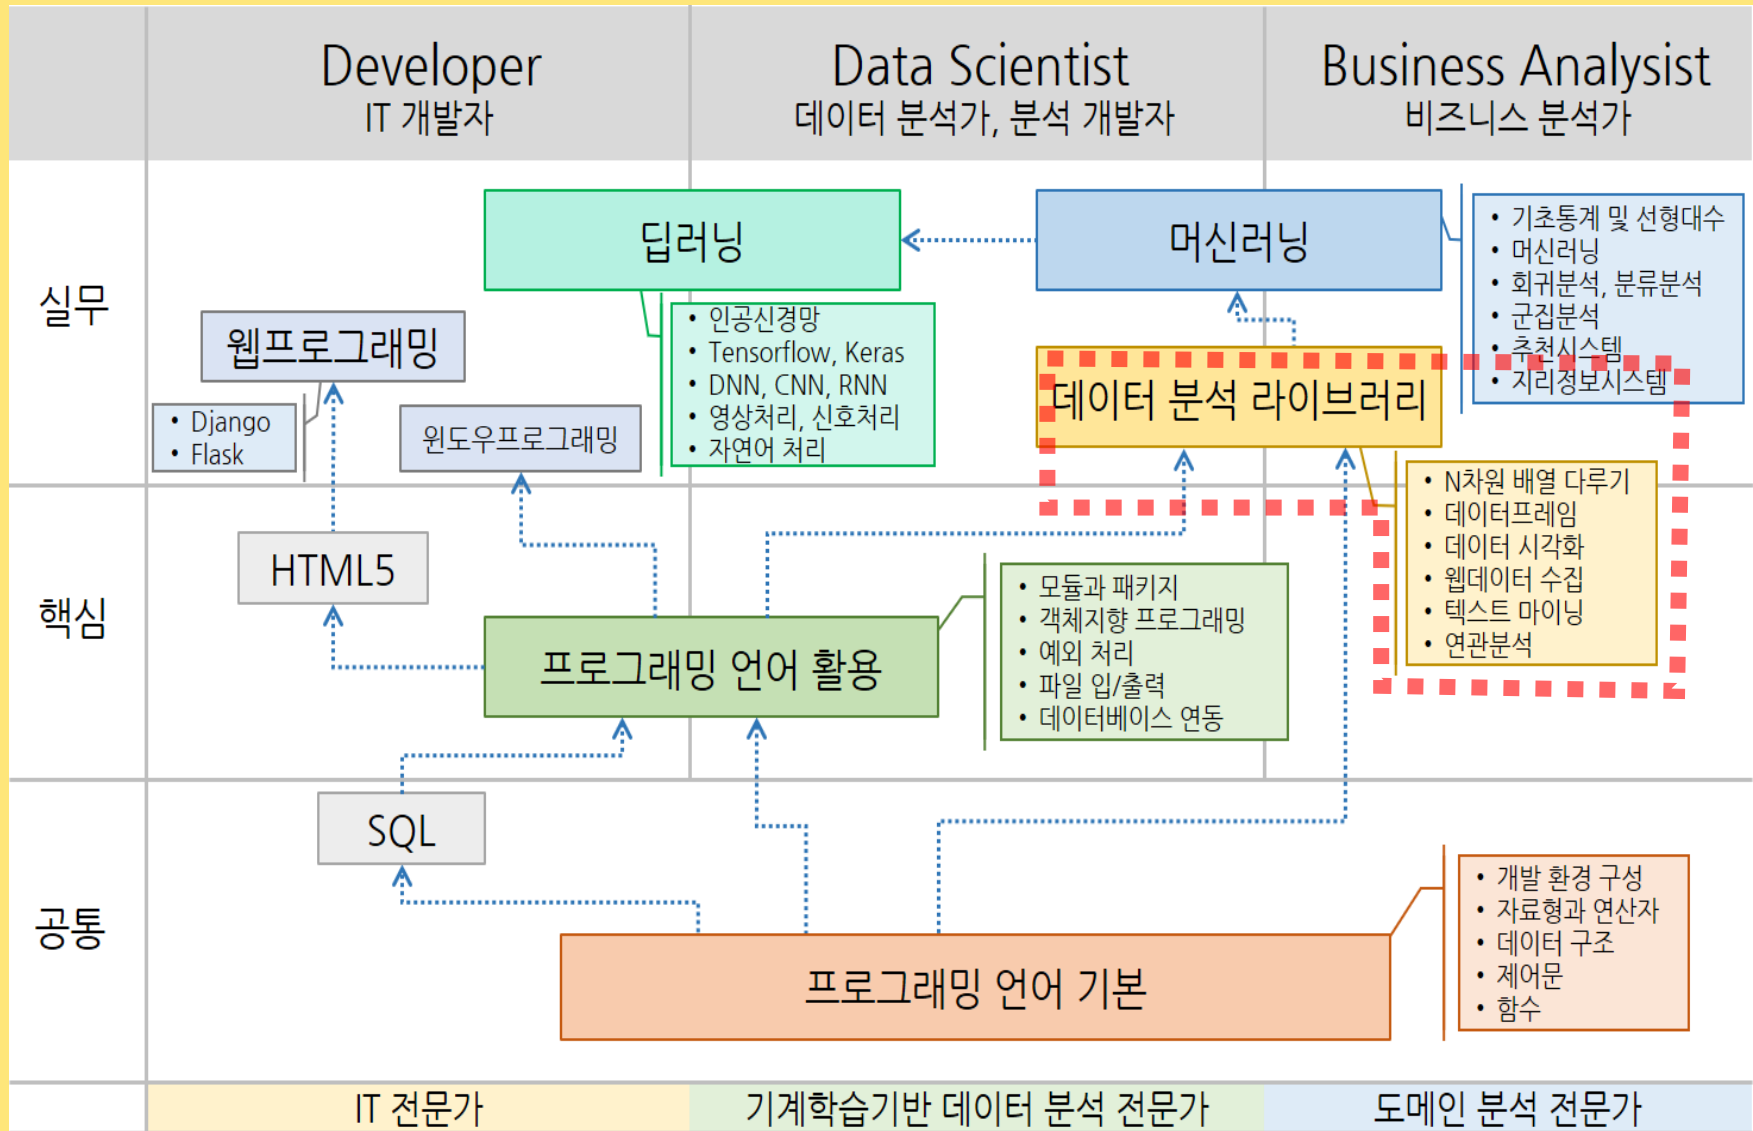 Developer
IT 개발자
Data Scientist
데이터 분석가, 분석 개발자
Business Analysist
비즈니스 분석가
실무
딥러닝
머신러닝
• 기초통계 및 선형대수
• 머신러닝
• 회귀분석, 분류분석
• 군집분석
• 추천시스템
• 지리정보시스템
웹프로그래밍
• Django
• Flask
윈도우프로그래밍
• 인공신경망
• Tensorflow, Keras
• DNN, CNN, RNN
• 영상처리, 신호처리
• 자연어 처리
데이터 분석 라이브러리
• N차원 배열 다루기
• 데이터프레임
• 데이터 시각화
• 웹데이터 수집
• 텍스트 마이닝
• 연관분석
핵심
HTML5
프로그래밍 언어 활용
• 모듈과 패키지
• 객체지향 프로그래밍
• 예외 처리
• 파일 입/출력
• 데이터베이스 연동
공통
SQL
프로그래밍 언어 기본
• 개발 환경 구성
• 자료형과 연산자
• 데이터 구조
• 제어문
• 함수
IT 전문가
기계학습기반 데이터 분석 전문가
도메인 분석 전문가